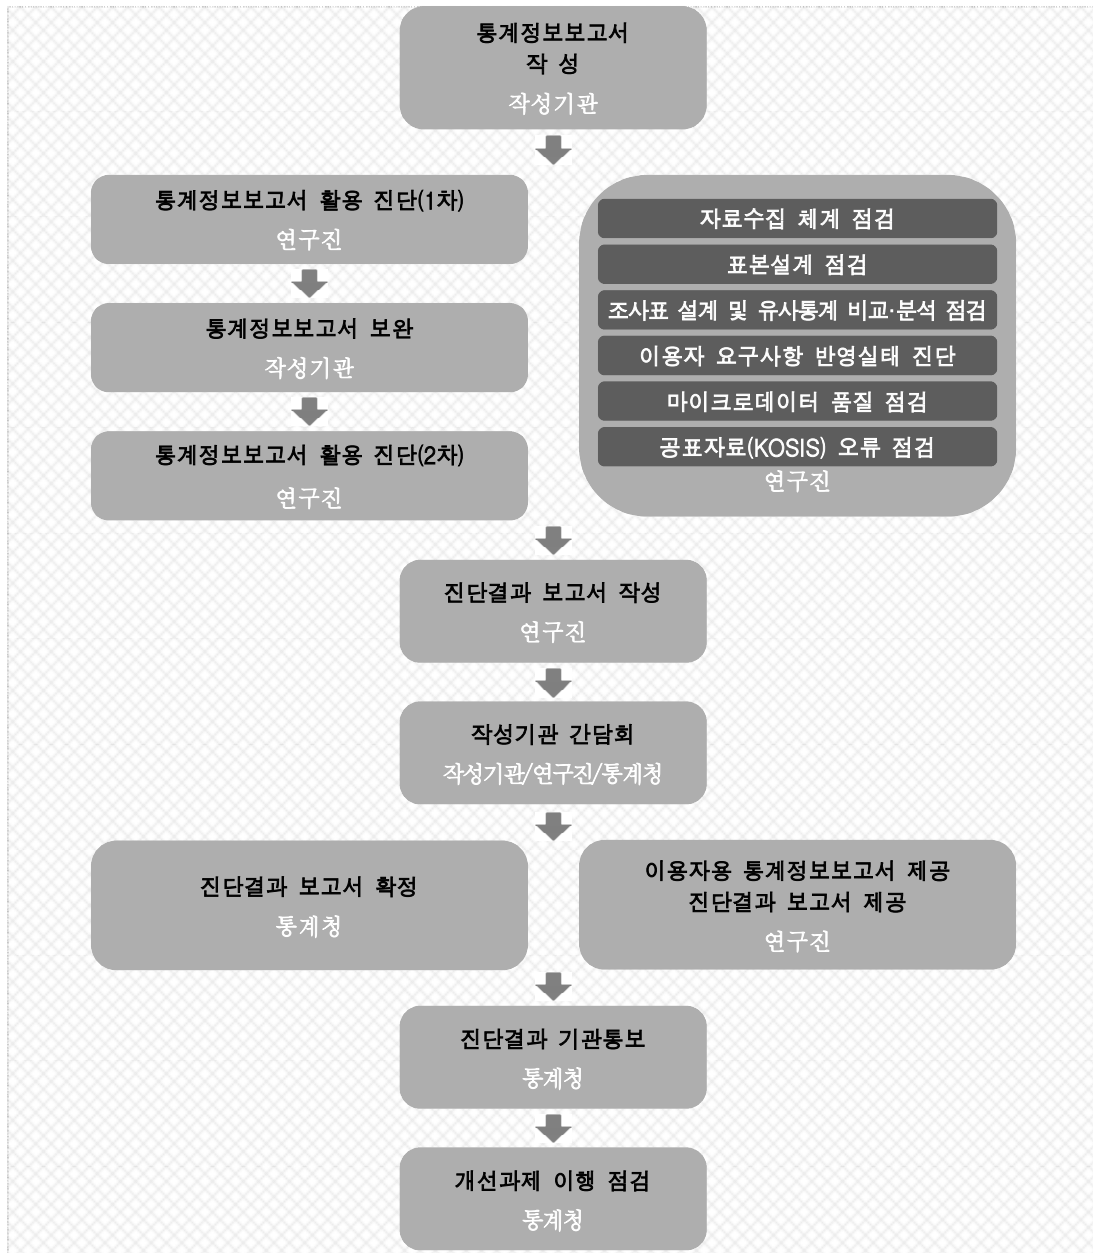 통계정보보고서
작 성
작성기관
통계정보보고서 활용 진단(1차)
연구진
통계정보보고서 보완
작성기관
통계정보보고서 활용 진단(2차)
연구진
자료수집 체계 점검
표본설계 점검
조사표 설계 및 유사통계 비교·분석 점검
이용자 요구사항 반영실태 진단
마이크로데이터 품질 점검
공표자료(KOSIS) 오류 점검
연구진
진단결과 보고서 작성
연구진
작성기관 간담회
작성기관/연구진/통계청
진단결과 보고서 확정
통계청
이용자용 통계정보보고서 제공
진단결과 보고서 제공
연구진
진단결과 기관통보
통계청
개선과제 이행 점검
통계청